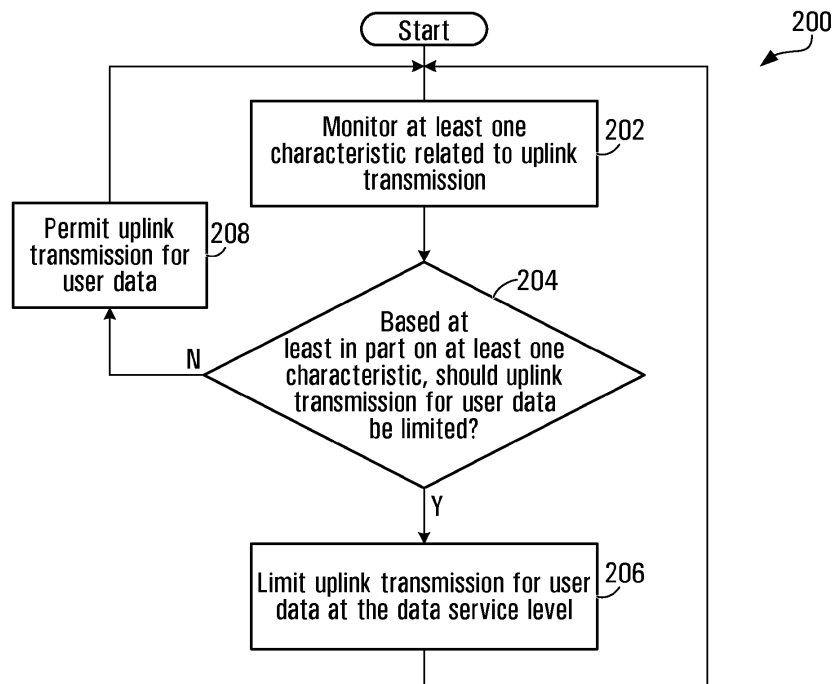 Start
200
Monitor at least one
characteristic related to uplink
transmission
202
Permit uplink
transmission for
user data
208
204
Based at
least in part on at least one
characteristic, should uplink
transmission for user data
be limited?
N
Y
Limit uplink transmission for user
data at the data service level
206